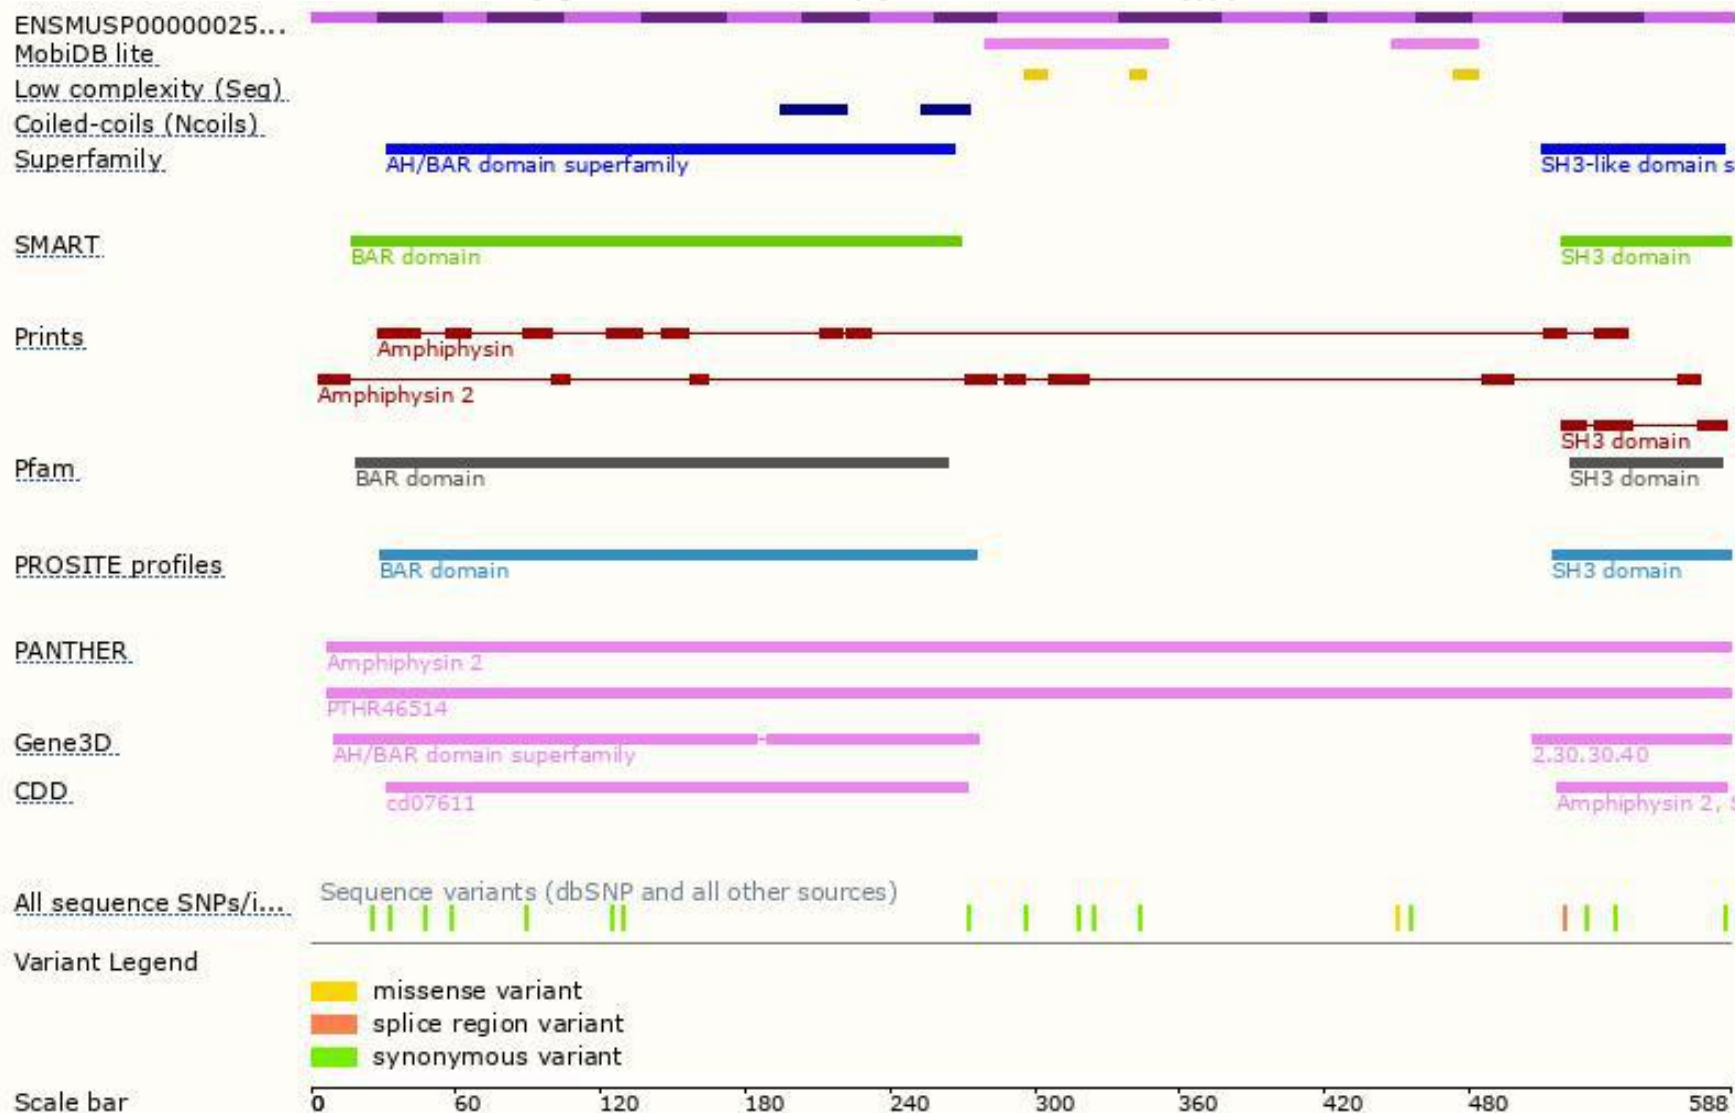 ENSMUSP00000025...
MobiDB lite
Low complexity (Seg)
Coiled-coils (Ncoils)
Superfamily
AH/BAR domain superfamily
SH3-like domain s
SMART
BAR domain
SH3 domain
Prints
Amphiphysin
Amphiphysin 2
SH3 domain
Pfam
BAR domain
SH3 domain
PROSITE profiles
BAR domain
SH3 domain
PANTHER
Amphiphysin 2
PTHR46514
Gene3D
AH/BAR domain superfamily
2.30.30.40
CDD
cd07611
Amphiphysin 2,
All sequence SNPs/i...
Sequence variants (dbSNP and all other sources)
Variant Legend
missense variant
splice region variant
synonymous variant
Scale bar
0 60 120 180 240 300 360 420 480 588